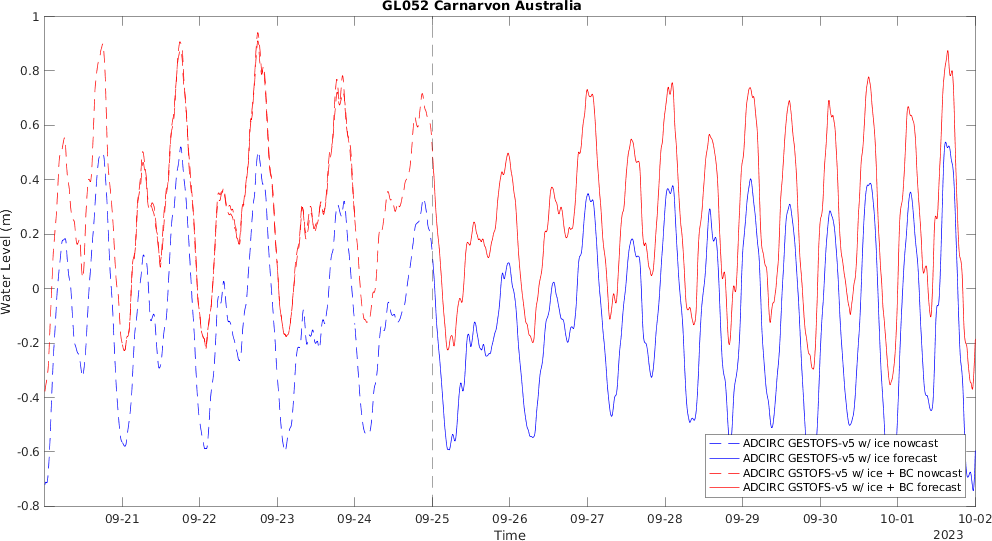 GL052 Carnarvon Australia
Water Level (m)
1
0.8
0.6
0.4
0.2
0
-0.2
-0.4
-0.6
-0.8
ADCIRC GESTOFS-v5 w/ ice nowcast
ADCIRC GESTOFS-v5 w/ ice forecast
ADCIRC GSTOFS-v5 w/ ice + BC nowcast
ADCIRC GSTOFS-v5 w/ ice + BC forecast
09-21 09-22 09-23 09-24 09-25 09-26 09-27 09-28 09-29 09-30 10-01 10-02
Time
2023